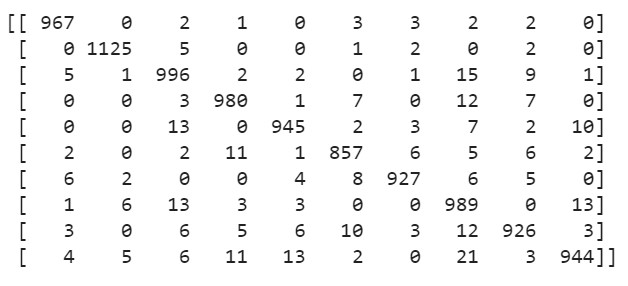 [[ 967 0 2 1 0 3 3 2 2 0]
[ 0 1125 5 0 0 1 2 0 2 0]
[ 5 1 996 2 2 0 1 15 9 1]
[ 0 0 3 980 1 7 0 12 7 0]
[ 0 0 13 0 945 2 3 7 2 10]
[ 2 0 2 11 1 857 6 5 6 2]
[ 6 2 0 0 4 8 927 6 5 0]
[ 1 6 13 3 3 0 0 989 0 13]
[ 3 0 6 5 6 10 3 12 926 3]
[ 4 5 6 11 13 2 0 21 3 944]]